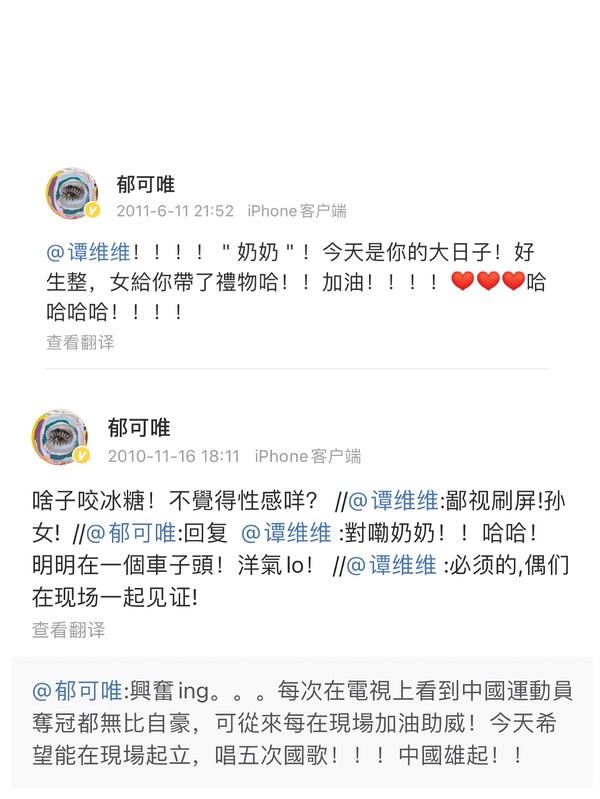 郁可唯
2011-6-11 21:52 iPhone客户端
@谭维维！！！！＂奶奶＂！今天是你的大日子！好
生整，女給你帶了禮物哈！！加油！！！！❤️❤️❤️哈
哈哈哈！！！！
查看翻译
郁可唯
2010-11-16 18:11 iPhone客户端
啥子咬冰糖！不覺得性感咩？ //@谭维维:鄙视刷屏!孙
女! //@郁可唯:回复 @谭维维 :對嘞奶奶！！哈哈！
明明在一個車子頭！洋氣lo！ //@谭维维 :必须的,偶们
在现场一起见证!
查看翻译
@郁可唯:興奮ing。。。每次在電視上看到中國運動員
奪冠都無比自豪，可從來每在現場加油助威！今天希
望能在現場起立，唱五次國歌！！！中國雄起！！